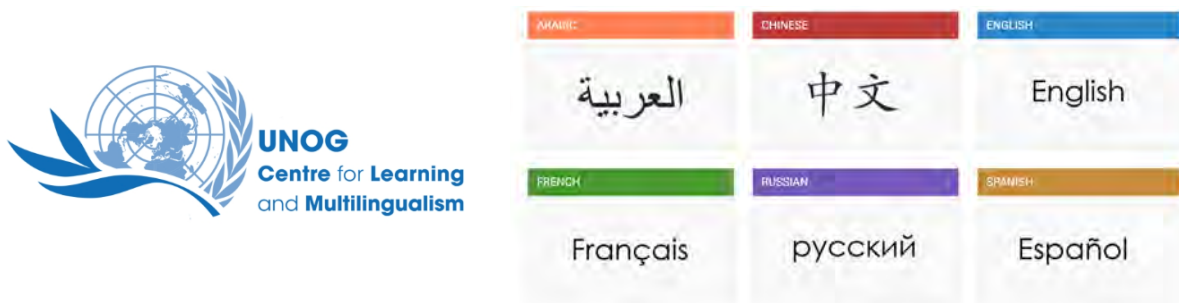 UNOG
Centre for Learning
and Multilingualism
ARABIC
العربية
CHINESE
中文
ENGLISH
English
FRENCH
Français
RUSSIAN
русский
SPANISH
Español